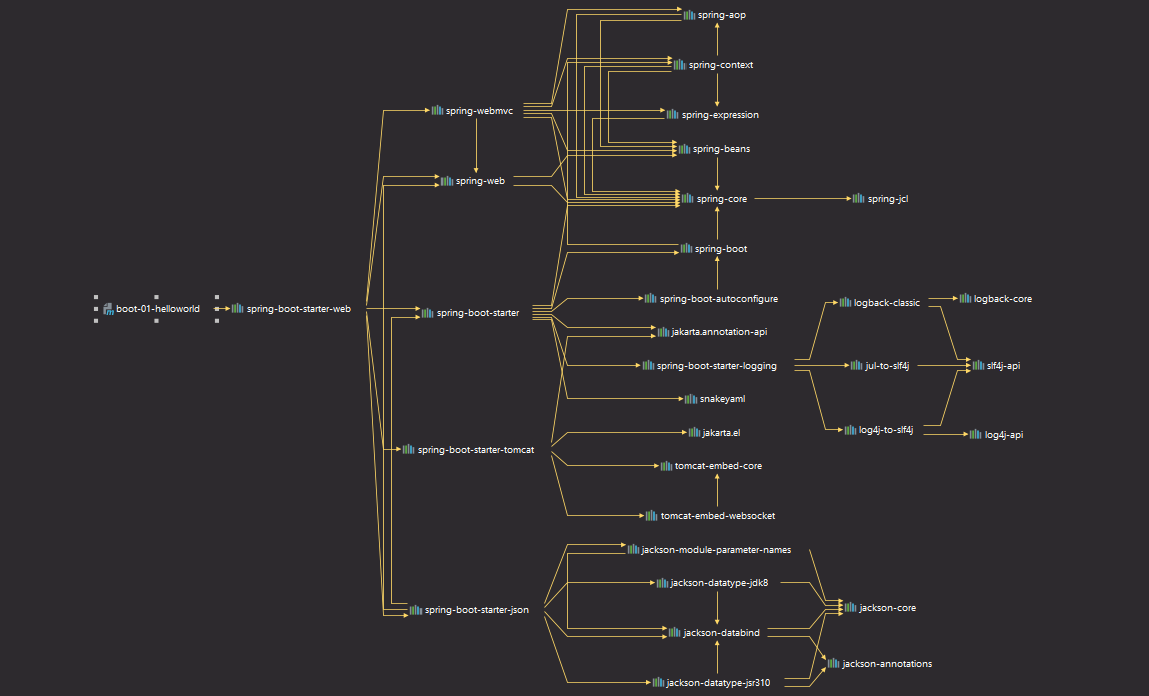 spring-aop
spring-context
spring-webmvc
spring-expression
spring-beans
spring-web
spring-core
spring-jcl
spring-boot
boot-01-helloworld
spring-boot-starter-web
spring-boot-starter
spring-boot-autoconfigure
logback-classic
logback-core
jakarta.annotation-api
spring-boot-starter-logging
jul-to-slf4j
slf4j-api
snakeyaml
jakarta.el
log4j-to-slf4j
log4j-api
spring-boot-starter-tomcat
tomcat-embed-core
tomcat-embed-websocket
jackson-module-parameter-names
jackson-datatype-jdk8
spring-boot-starter-json
jackson-core
jackson-databind
jackson-annotations
jackson-datatype-jsr310